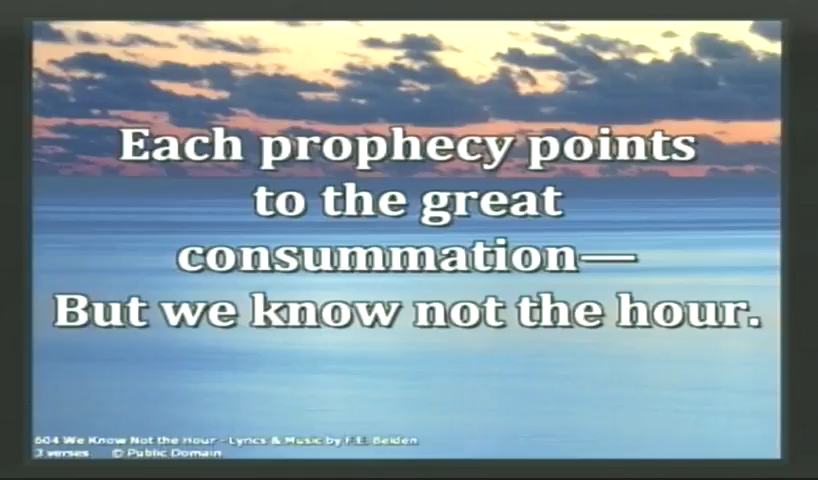 Each prophecy points
to the great
consummation—
But we know not the hour.
604 We Know Not the Hour - Lyrics & Music by F.E. Belden
3 verses © Public Domain